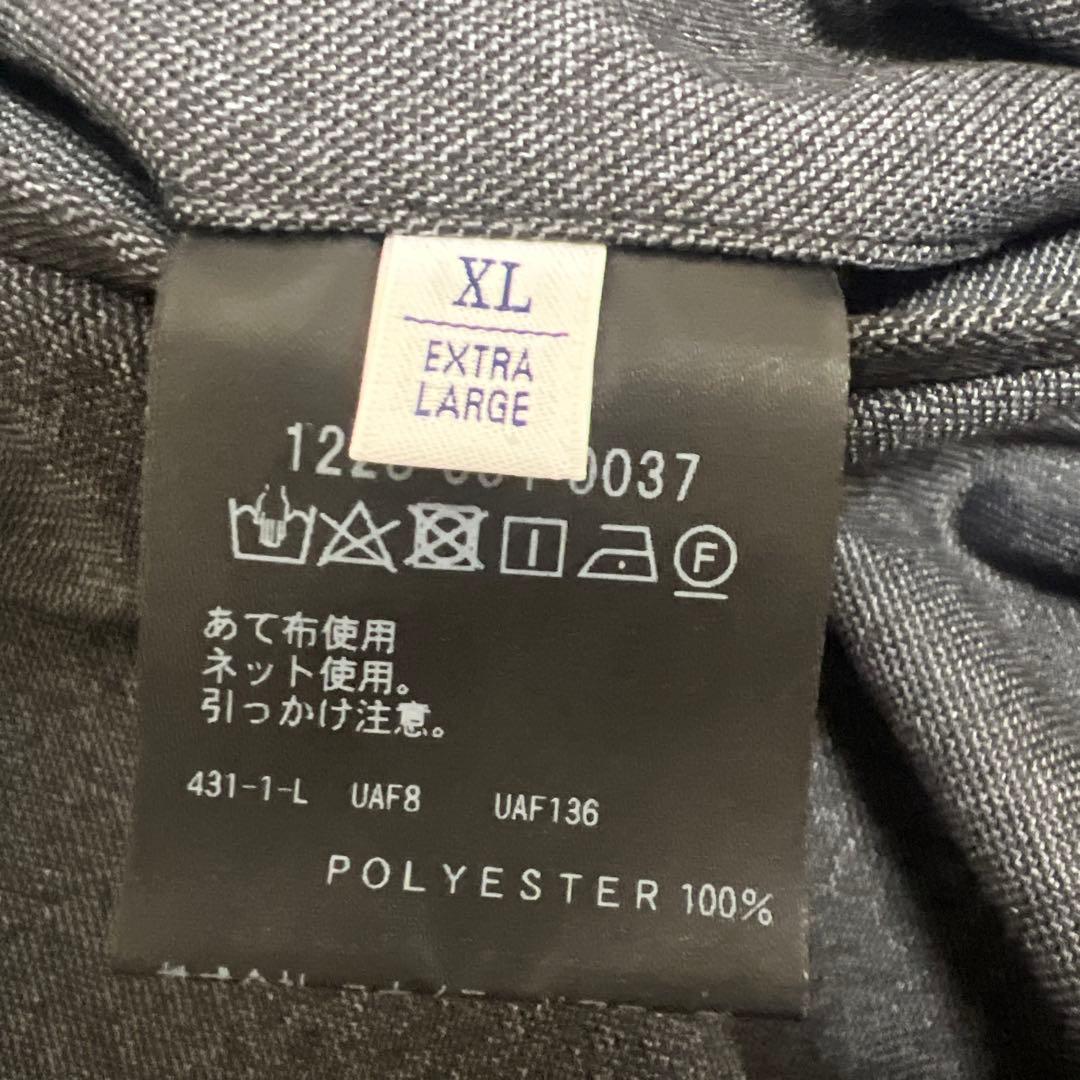 XL
EXTRA
LARGE
0037
あて布使用
ネット使用。
引っかけ注意。
431-1-L UAF8 UAF136
POLYESTER 100%